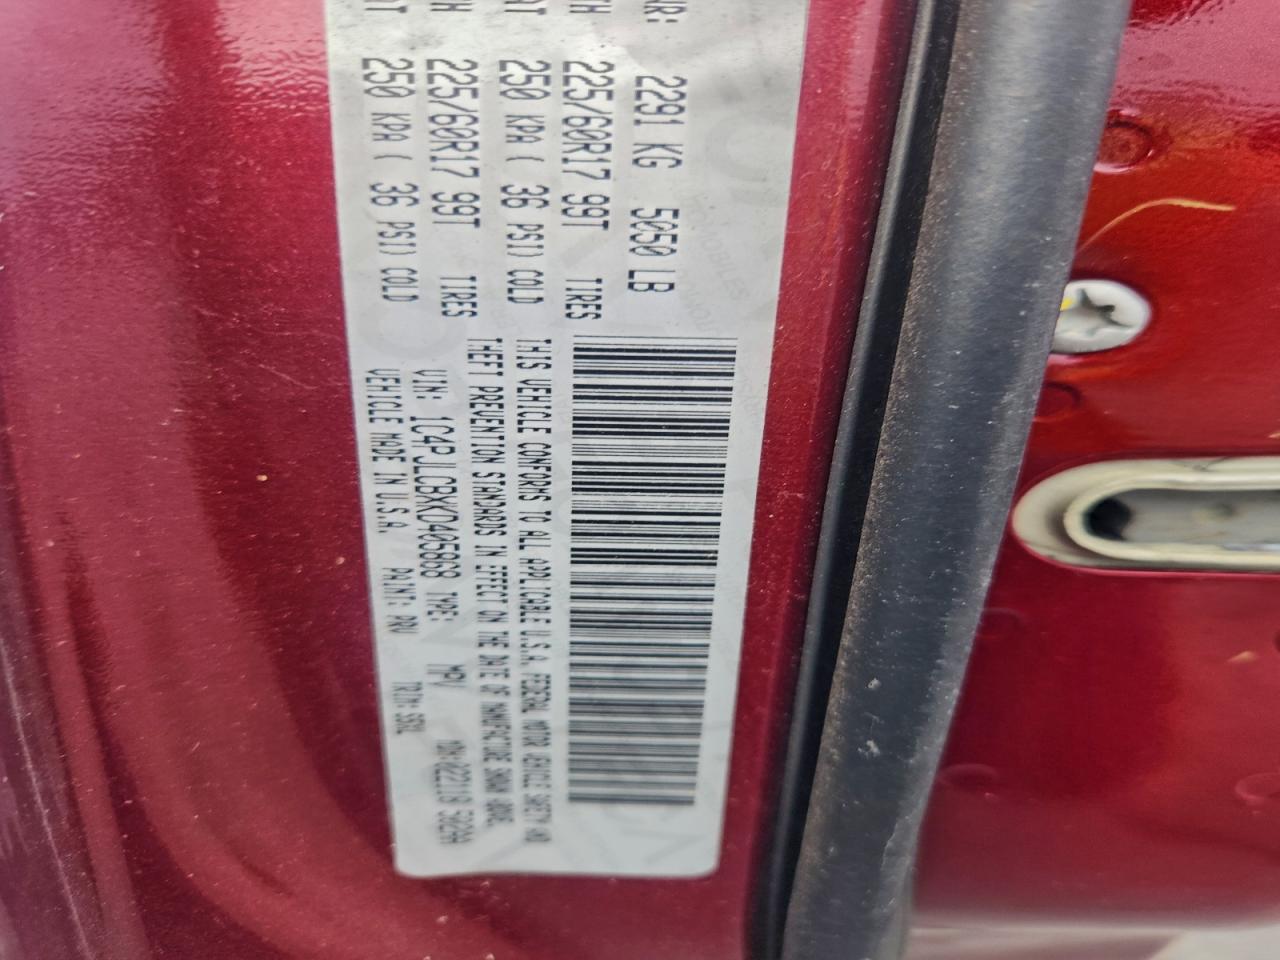 2291 KG 5050 LB
225/60R17 99T TIRES
250 KPA ( 36 PSI) COLD
225/60R17 99T TIRES
250 KPA ( 36 PSI) COLD
THIS VEHICLE CONFORMS TO ALL APPLICABLE U.S.A. FEDERAL MOTOR VEHICLE SAFETY AND
THEFT PREVENTION STANDARDS IN EFFECT ON THE DATE OF MANUFACTURE SHOWN ABOVE.
VIN: 1C4PJLCBXKD405868 TYPE: MPV
VEHICLE MADE IN U.S.A. PAINT: PRV TRIM: